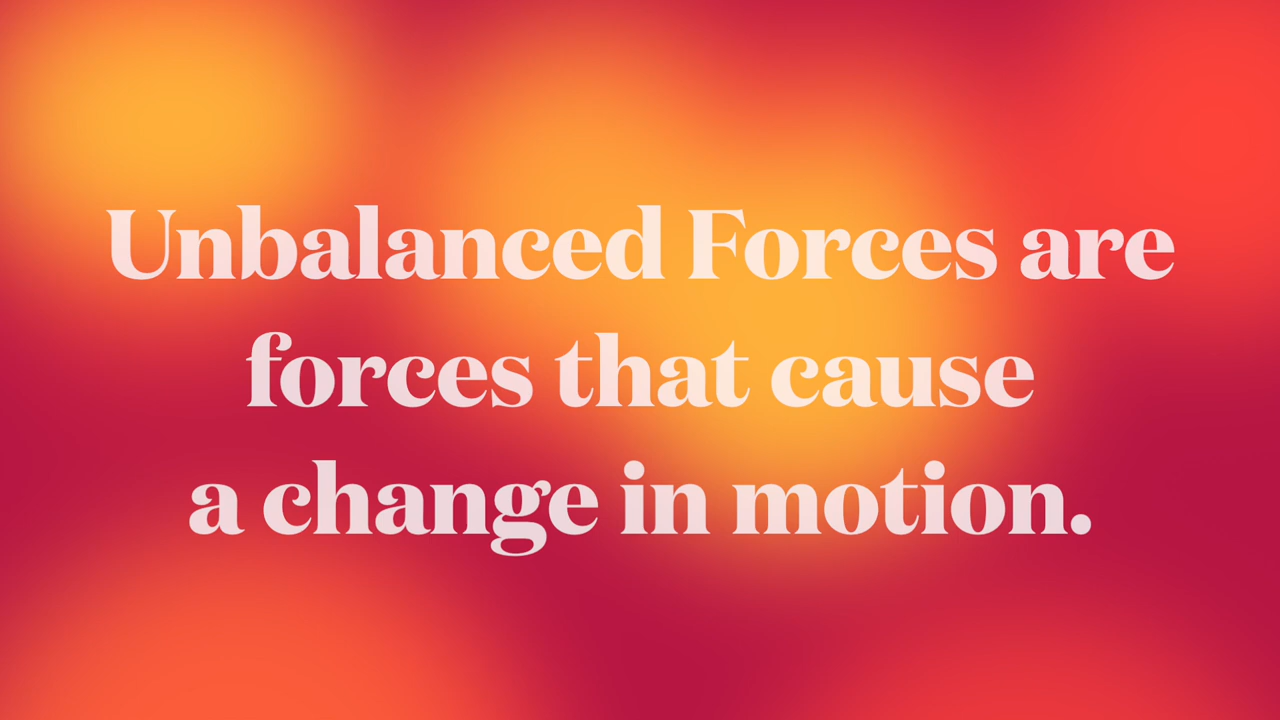 Unbalanced Forces are
forces that cause
a change in motion.